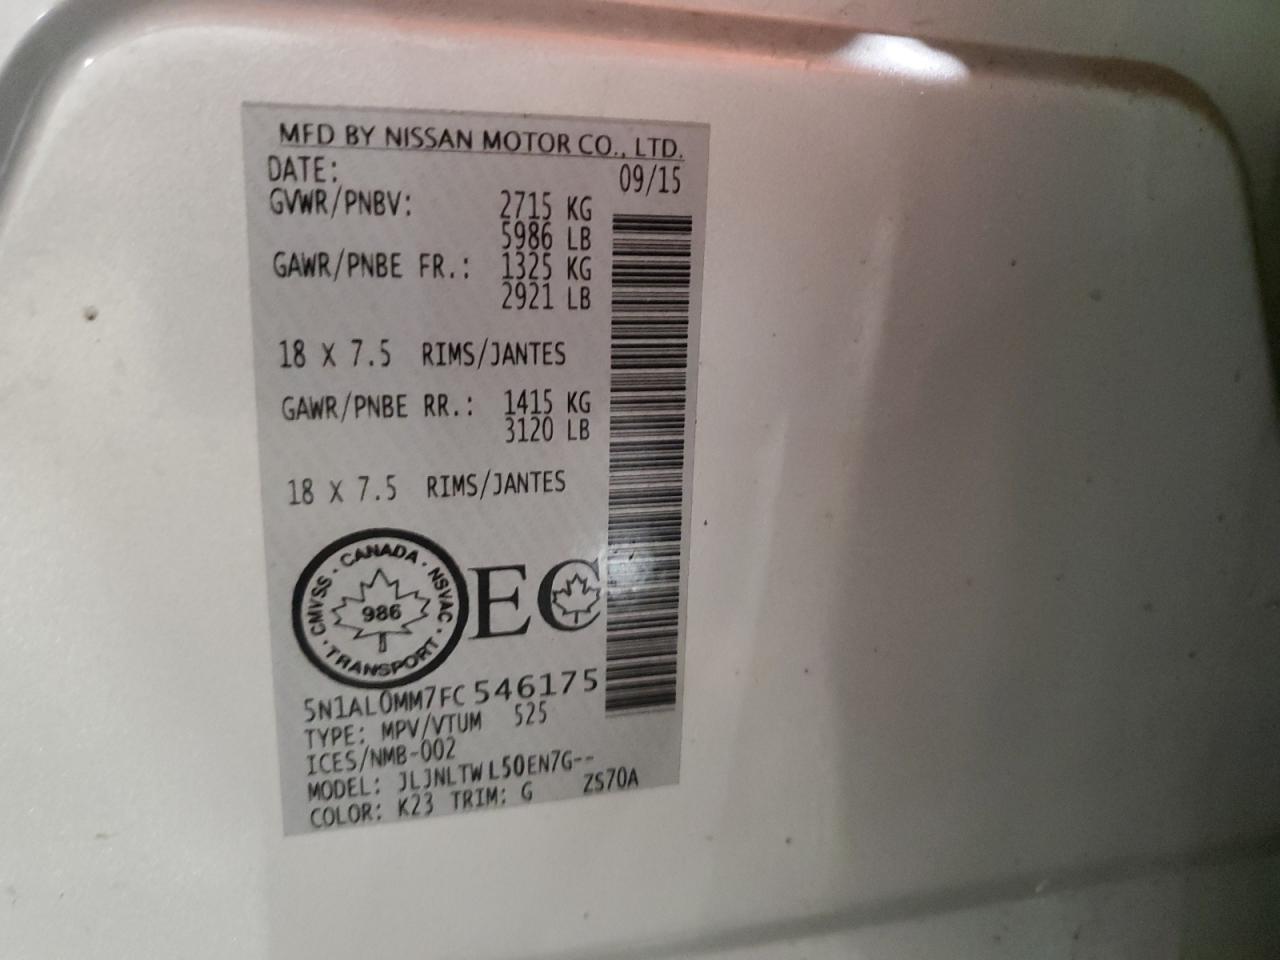 MFD BY NISSAN MOTOR CO., LTD.
DATE: 09/15
GVWR/PNBV: 2715 KG
5986 LB
GAWR/PNBE FR.: 1325 KG
2921 LB
18 X 7.5 RIMS/JANTES
GAWR/PNBE RR.: 1415 KG
3120 LB
18 X 7.5 RIMS/JANTES
CMVSS · CANADA · NSVAC · TRANSPORT ·
986
EC
5N1AL0MM7FC546175
TYPE: MPV/VTUM 525
ICES/NMB-002
MODEL: JLJNLTWL50EN7G--
COLOR: K23 TRIM: G ZS70A